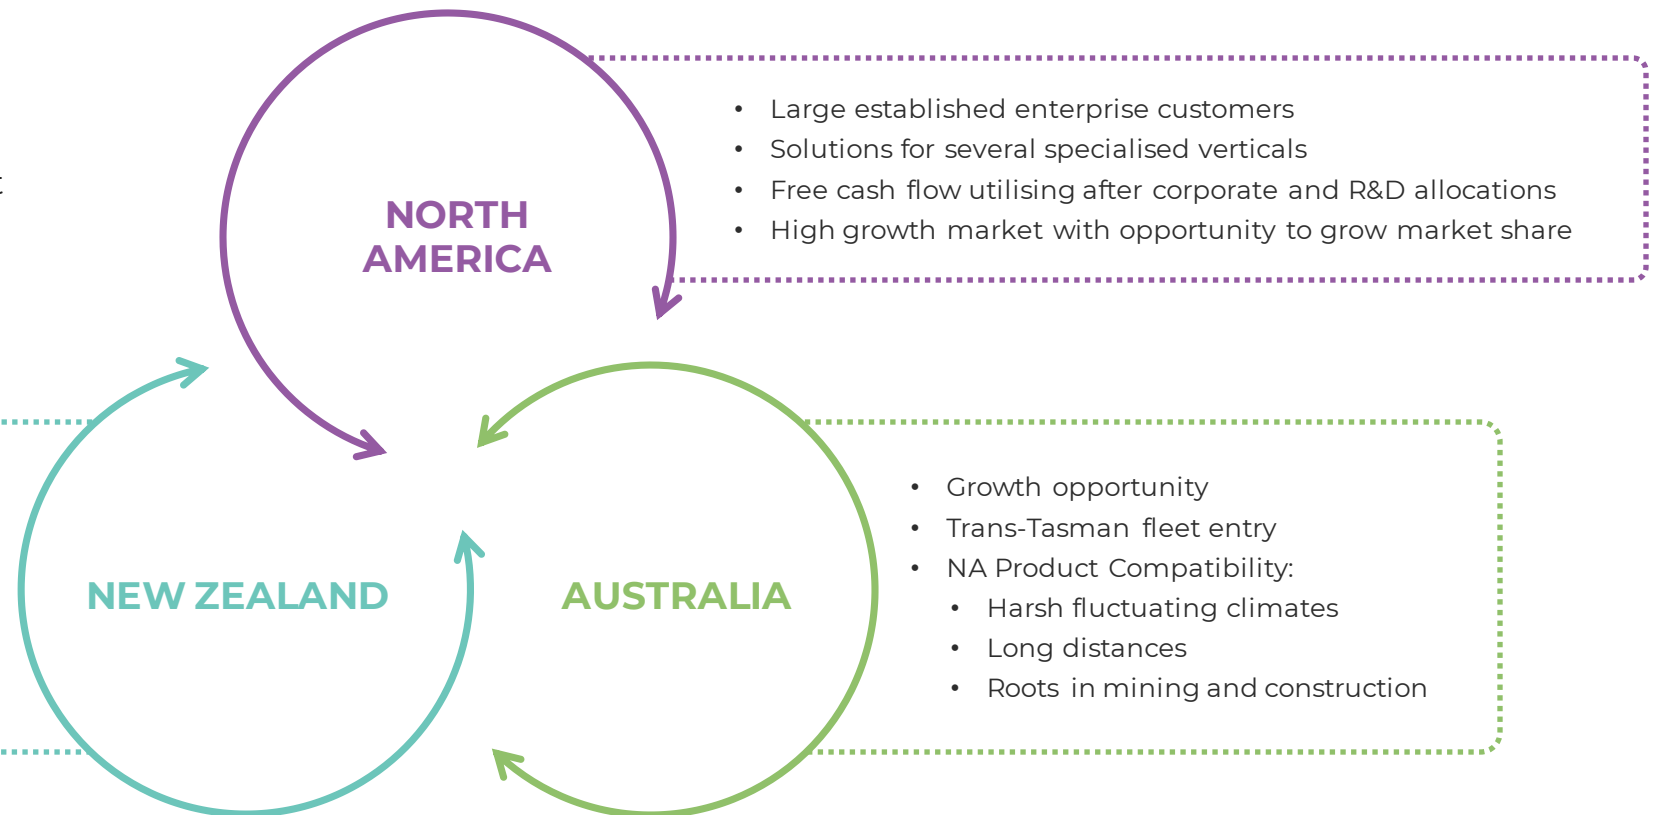 NORTH
AMERICA
• Large established enterprise customers
• Solutions for several specialised verticals
• Free cash flow utilising after corporate and R&D allocations
• High growth market with opportunity to grow market share
NEW ZEALAND
AUSTRALIA
• Growth opportunity
• Trans-Tasman fleet entry
• NA Product Compatibility:
• Harsh fluctuating climates
• Long distances
• Roots in mining and construction